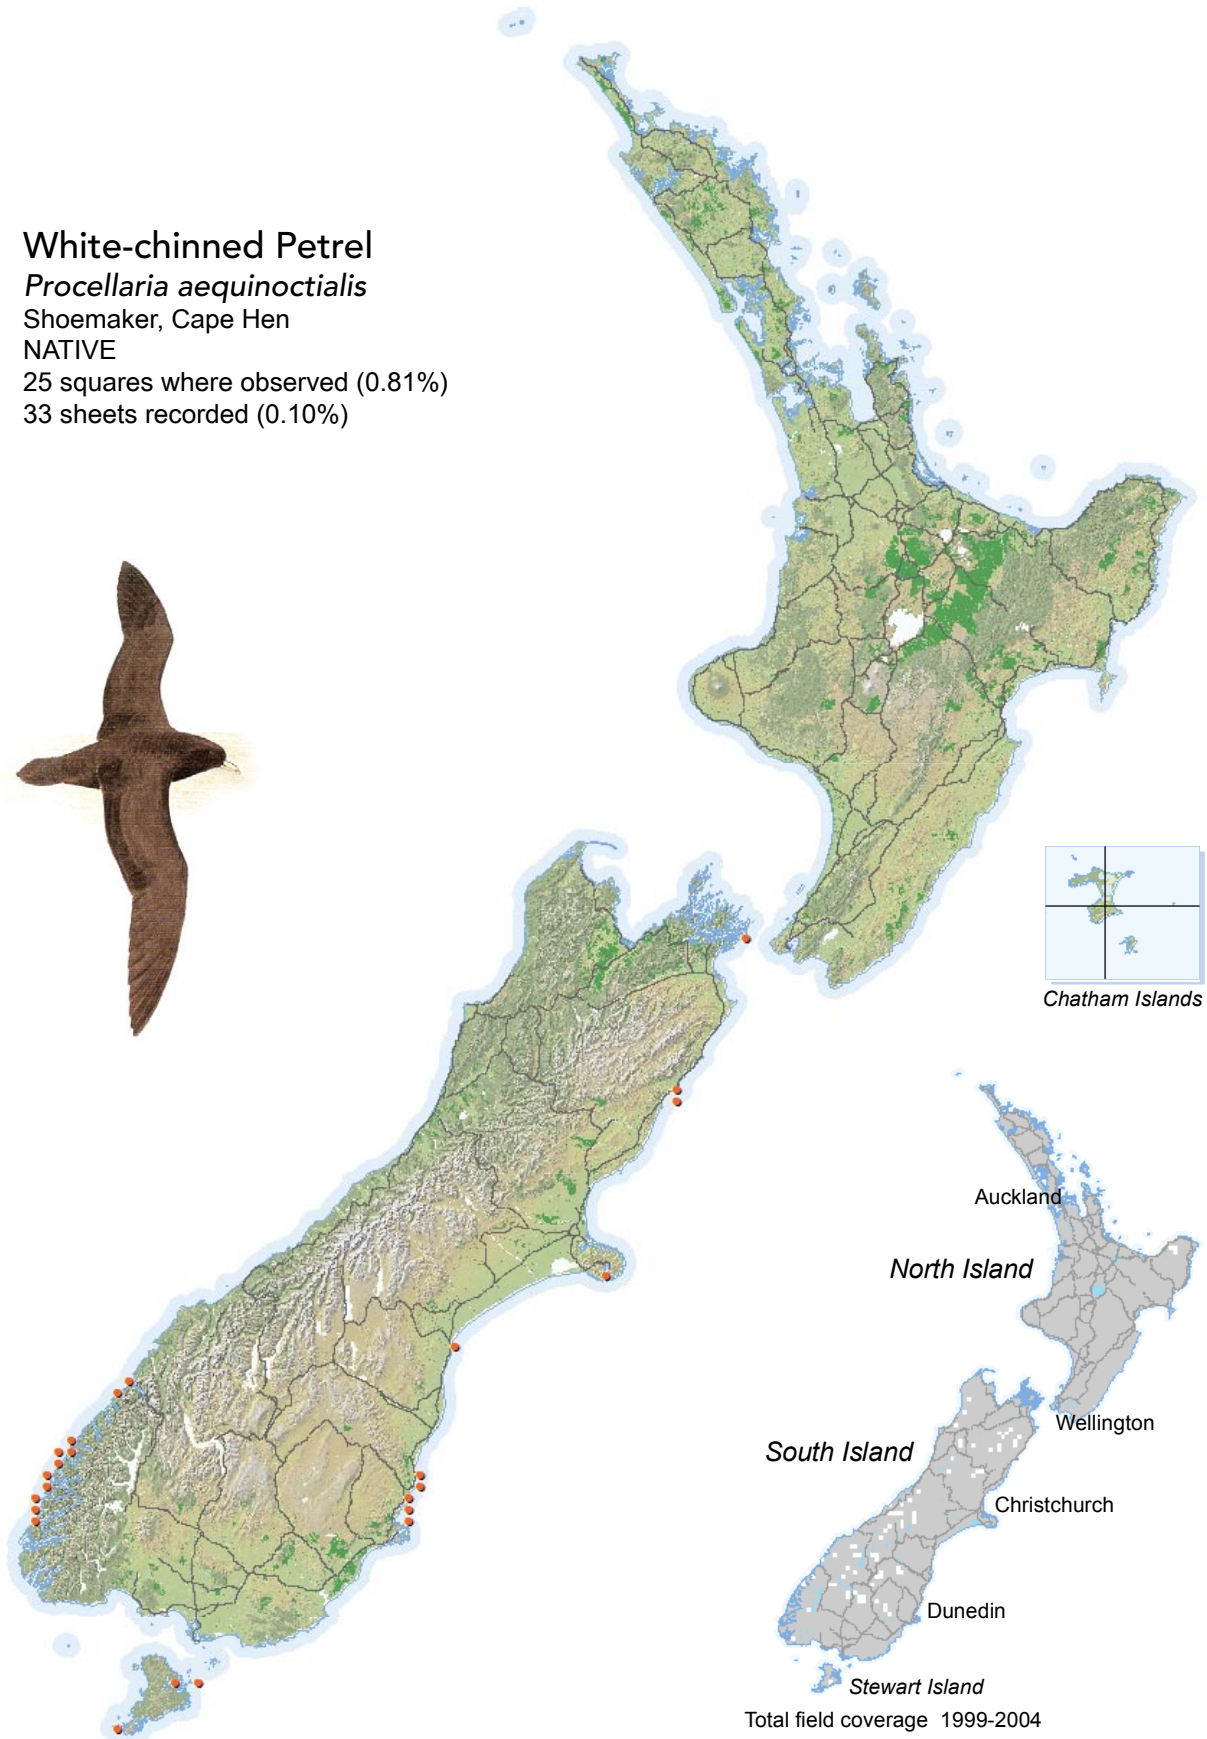 White-chinned Petrel
Procellaria aequinoctialis
Shoemaker, Cape Hen
NATIVE
25 squares where observed (0.81%)
33 sheets recorded (0.10%)
Chatham Islands
Auckland
North Island
Wellington
South Island
Christchurch
Dunedin
Stewart Island
Total field coverage 1999-2004